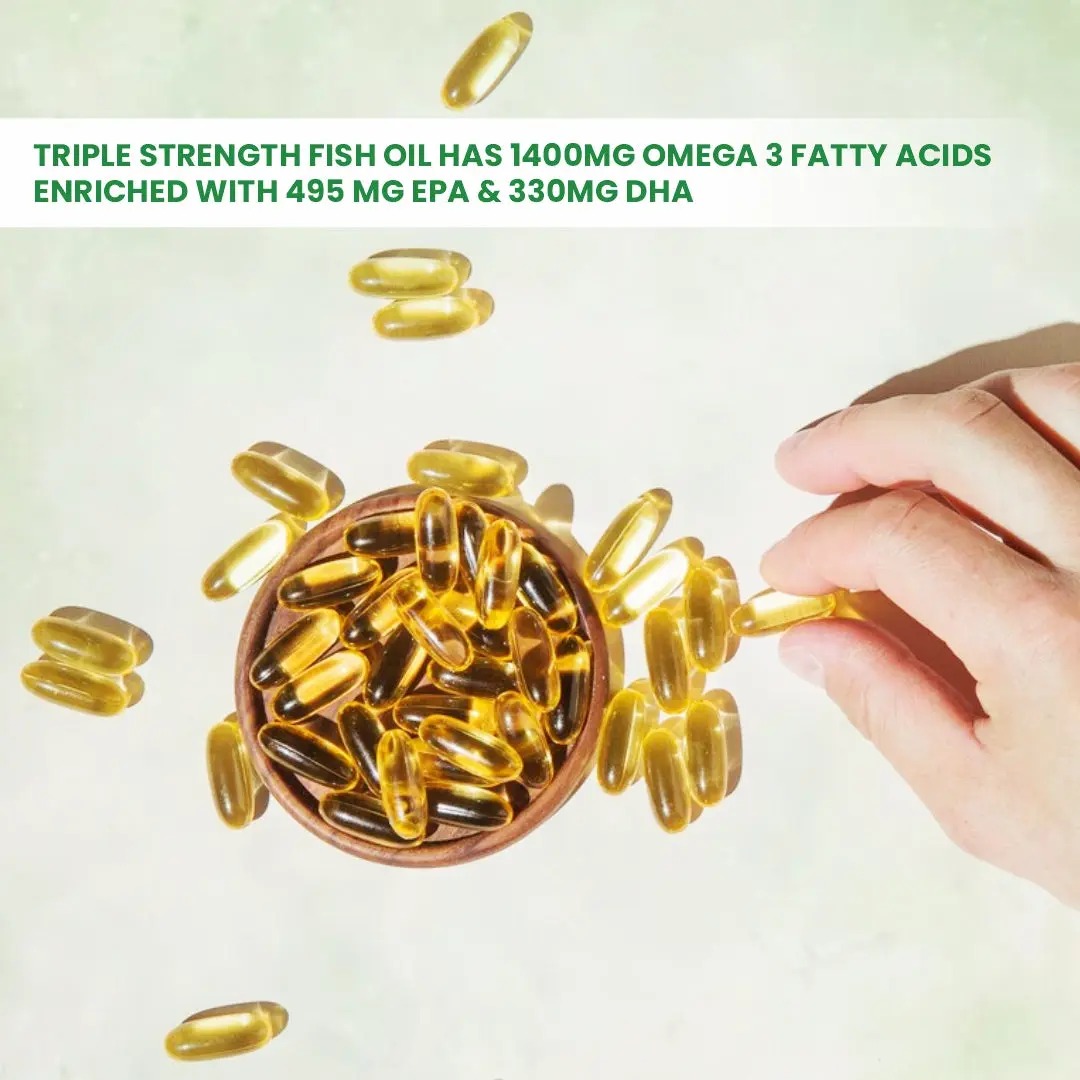 TRIPLE STRENGTH FISH OIL HAS 1400MG OMEGA 3 FATTY ACIDS
ENRICHED WITH 495 MG EPA & 330MG DHA